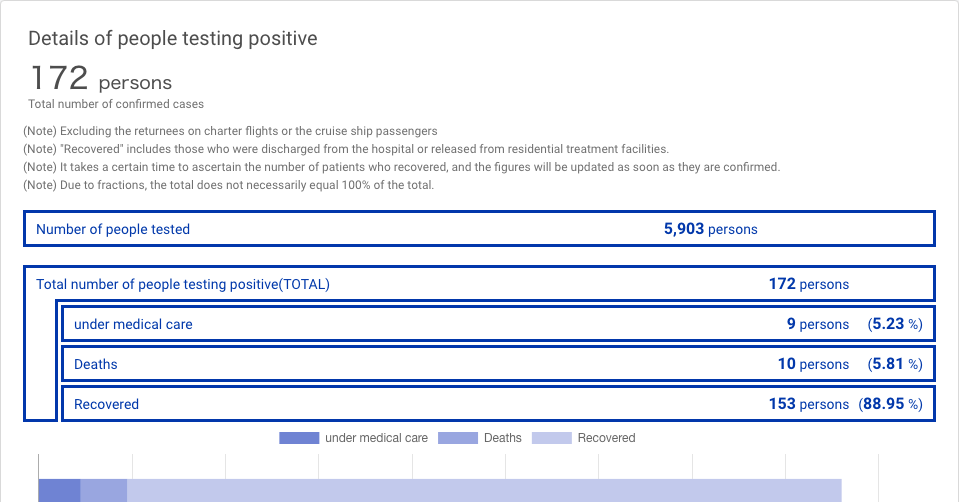 Details of people testing positive
172 persons
Total number of confirmed cases
(Note) Excluding the returnees on charter flights or the cruise ship passengers
(Note) "Recovered" includes those who were discharged from the hospital or released from residential treatment facilities.
(Note) It takes a certain time to ascertain the number of patients who recovered, and the figures will be updated as soon as they are confirmed.
(Note) Due to fractions, the total does not necessarily equal 100% of the total.
Number of people tested 5,903 persons
Total number of people testing positive(TOTAL) 172 persons
under medical care 9 persons (5.23 %)
Deaths 10 persons (5.81 %)
Recovered 153 persons (88.95 %)
under medical care Deaths Recovered